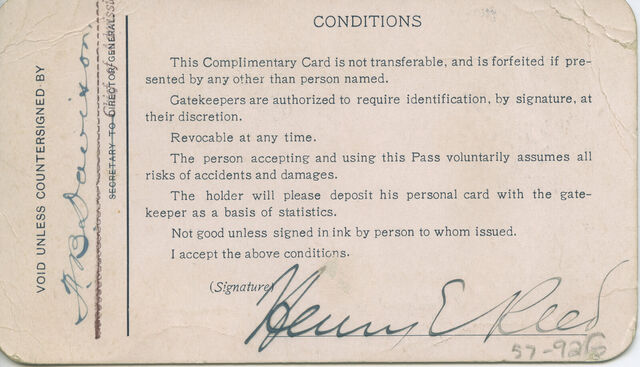 CONDITIONS
This Complimentary Card is not transferable, and is forfeited if pre-
sented by any other than person named.
Gatekeepers are authorized to require identification, by signature, at
their discretion.
Revocable at any time.
The person accepting and using this Pass voluntarily assumes all
risks of accidents and damages.
The holder will please deposit his personal card with the gate-
keeper as a basis of statistics.
Not good unless signed in ink by person to whom issued.
I accept the above conditions.
(Signature) Henry E Reed
57-926
VOID UNLESS COUNTERSIGNED BY
SECRETARY TO DIRECTOR GENERAL